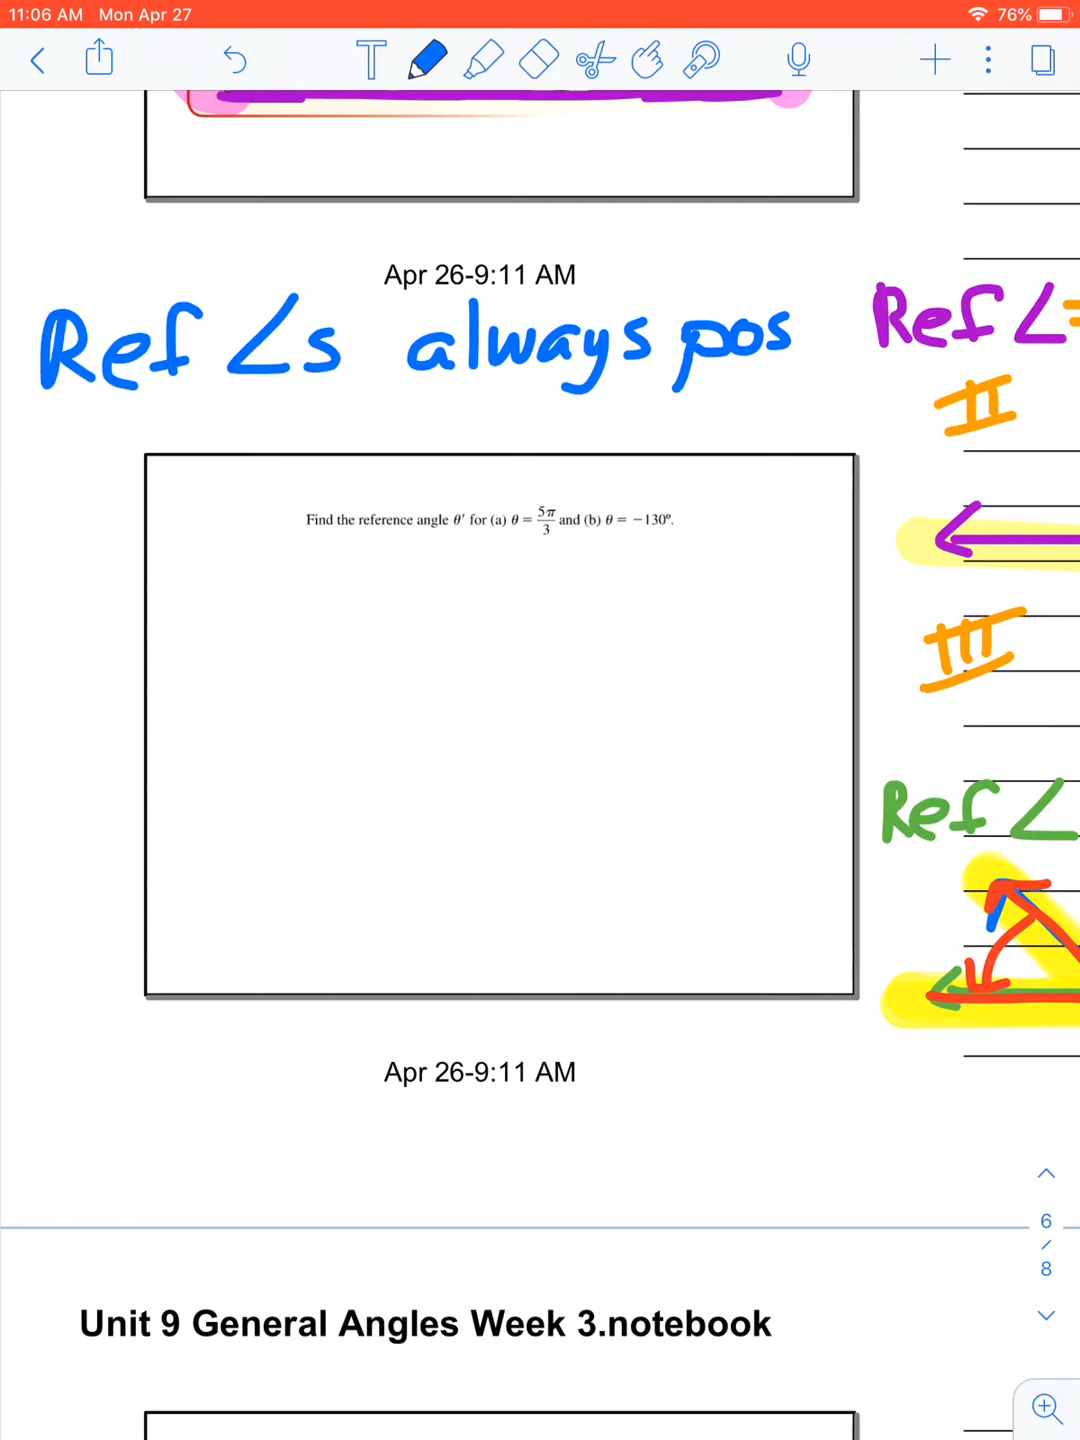 11:06 AM Mon Apr 27
76%
T
Apr 26-9:11 AM
Ref ∠s always pos
Ref ∠=
II
Find the reference angle θ′ for (a) θ = 5π/3 and (b) θ = −130º.
III
Ref ∠
Apr 26-9:11 AM
6
/
8
Unit 9 General Angles Week 3.notebook